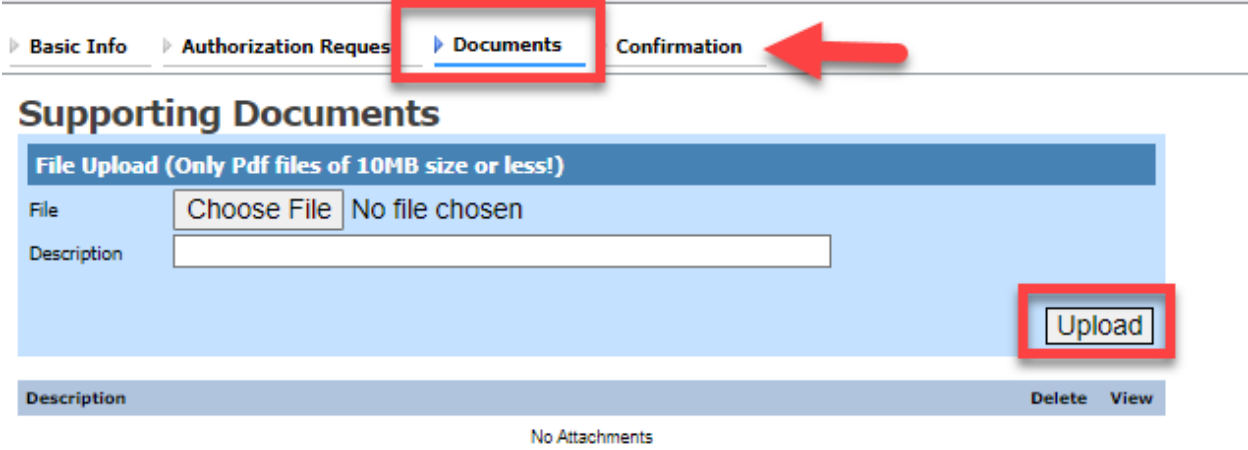 Basic Info Authorization Reques Documents Confirmation
Supporting Documents
File Upload (Only Pdf files of 10MB size or less!)
File Choose File No file chosen
Description
Upload
Description Delete View
No Attachments